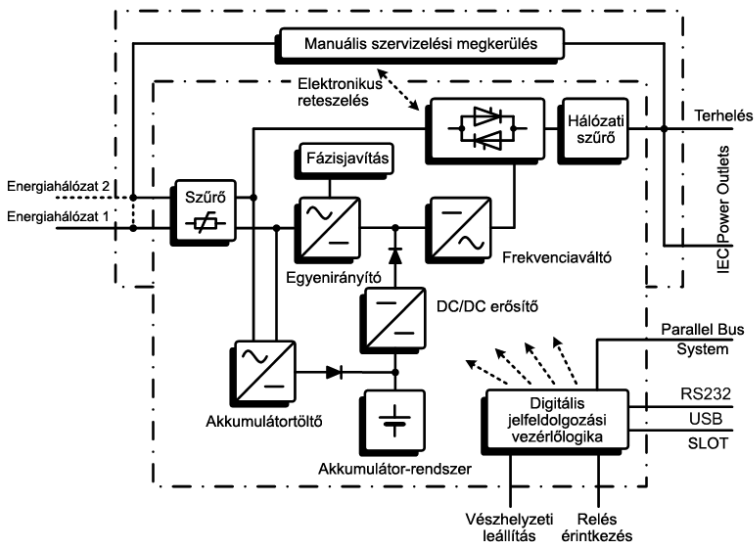 Manuális szervizelési megkerülés
Elektronikus
reteszelés
Hálózati
szűrő
Terhelés
Fázisjavítás
Energiahálózat 2
Szűrő
Energiahálózat 1
IEC Power Outlets
Egyenirányító
Frekvenciaváltó
DC/DC erősítő
Parallel Bus
System
Akkumulátortöltő
Digitális
jelfeldolgozási
vezérlőlogika
RS232
USB
SLOT
Akkumulátor-rendszer
Vészhelyzeti
leállítás
Relés
érintkezés